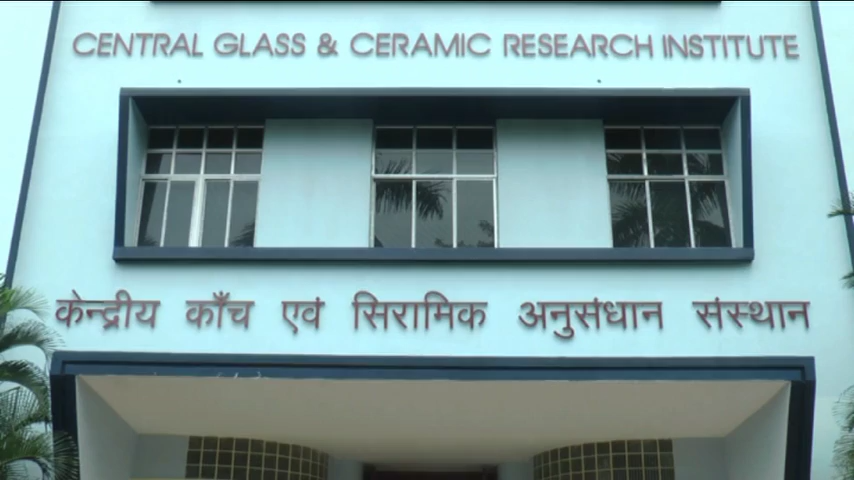 CENTRAL GLASS & CERAMIC RESEARCH INSTITUTE
केन्द्रीय काँच एवं सिरामिक अनुसंधान संस्थान